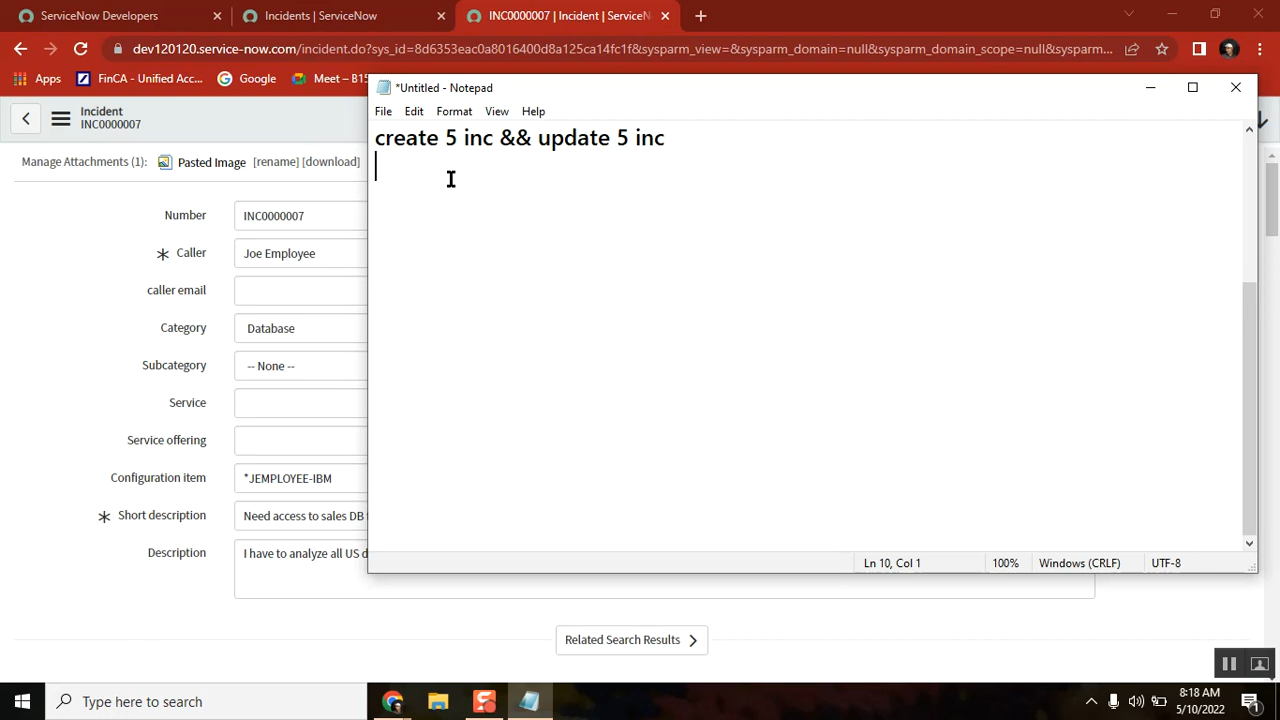 ServiceNow Developers
Incidents | ServiceNow
INC0000007 | Incident | ServiceN
dev120120.service-now.com/incident.do?sys_id=8d6353eac0a8016400d8a125ca14fc1f&sysparm_view=&sysparm_domain=null&sysparm_domain_scope=null&sysparm...
Apps
FinCA - Unified Acc...
Google
Meet – B15
*Untitled - Notepad
File Edit Format View Help
create 5 inc && update 5 inc
Ln 10, Col 1
100%
Windows (CRLF)
UTF-8
Incident
INC0000007
Manage Attachments (1): Pasted Image [rename] [download]
Number INC0000007
Caller Joe Employee
caller email
Category Database
Subcategory -- None --
Service
Service offering
Configuration item *JEMPLOYEE-IBM
Short description Need access to sales DB
Description I have to analyze all US
Related Search Results
Type here to search
8:18 AM
5/10/2022
1